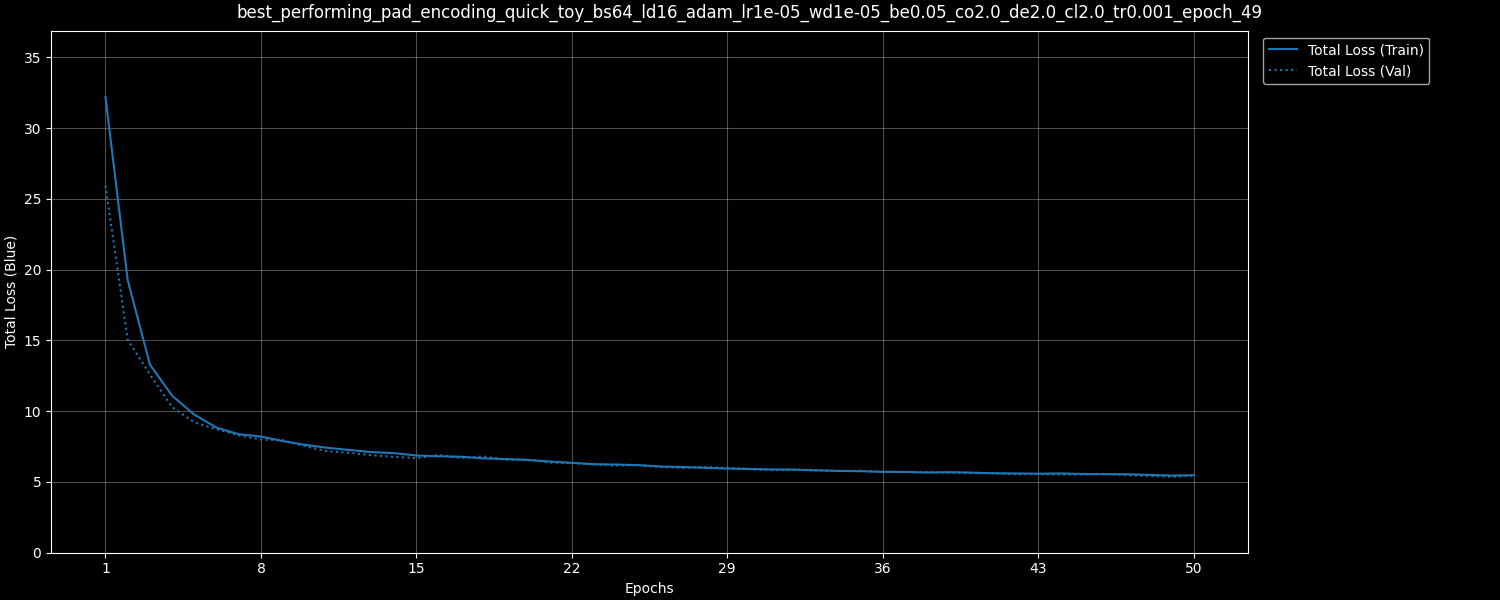 best_performing_pad_encoding_quick_toy_bs64_ld16_adam_lr1e-05_wd1e-05_be0.05_co2.0_de2.0_cl2.0_tr0.001_epoch_49
Total Loss (Train)
Total Loss (Val)
Total Loss (Blue)
35
30
25
20
15
10
5
0
1 8 15 22 29 36 43 50
Epochs